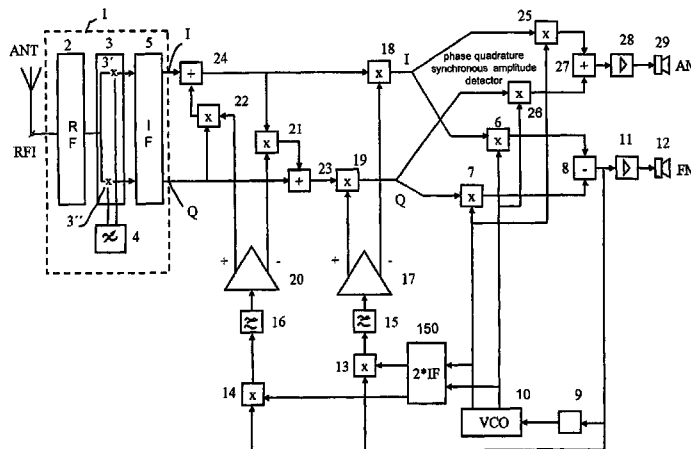 1
ANT
2
3
5
I
3'
x
RF
IF
RFI
x
3''
4
Q
÷
24
x
22
x
21
÷
23
x
18
I
x
19
Q
phase quadrature
synchronous amplitude
detector
25
x
x
26
27
+
28
29
AM
6
x
7
x
8
-
11
12
FM
+
-
20
+
-
17
16
15
13
x
14
x
150
2*IF
VCO
10
9